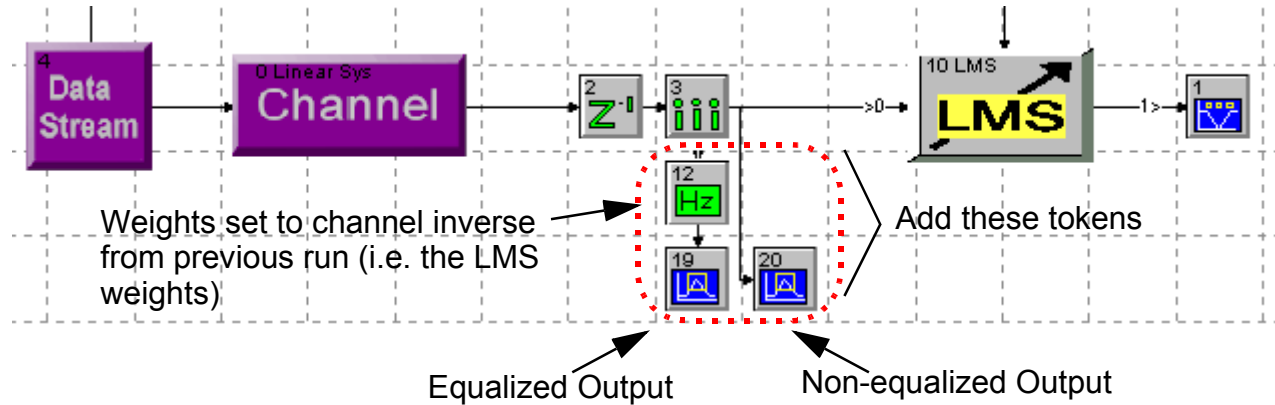 4
Data
Stream
0 Linear Sys
Channel
2
Z-1
3
iii
>0
10 LMS
LMS
1>
1
12
Hz
19
20
Weights set to channel inverse
from previous run (i.e. the LMS
weights)
Add these tokens
Equalized Output
Non-equalized Output